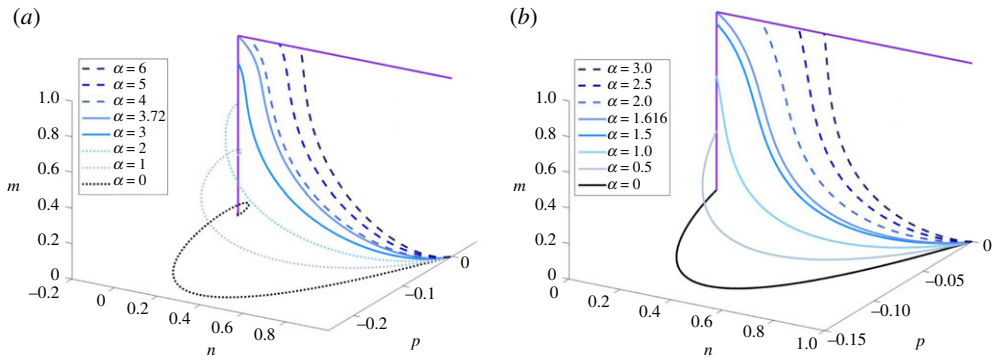 (a)
α = 6
α = 5
α = 4
α = 3.72
α = 3
α = 2
α = 1
α = 0
1.0
0.8
0.6
0.4
0.2
0
m
−0.2
0
0.2
0.4
0.6
0.8
n
−0.2
−0.1
0
p
(b)
α = 3.0
α = 2.5
α = 2.0
α = 1.616
α = 1.5
α = 1.0
α = 0.5
α = 0
1.0
0.8
0.6
0.4
0.2
0
m
0
0.2
0.4
0.6
0.8
1.0
n
−0.15
−0.10
−0.05
0
p